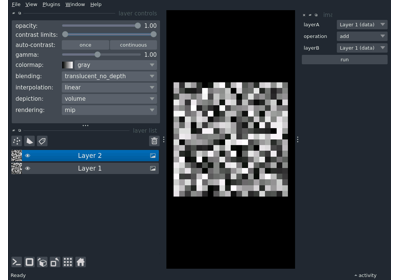 File View Plugins Window Help
layer controls
opacity: 1.00
contrast limits:
auto-contrast: once continuous
gamma: 1.00
colormap: gray
blending: translucent_no_depth
interpolation: linear
depiction: volume
rendering: mip
layer list
Layer 2
Layer 1
Ready
layerA Layer 1 (data)
operation add
layerB Layer 1 (data)
run
activity